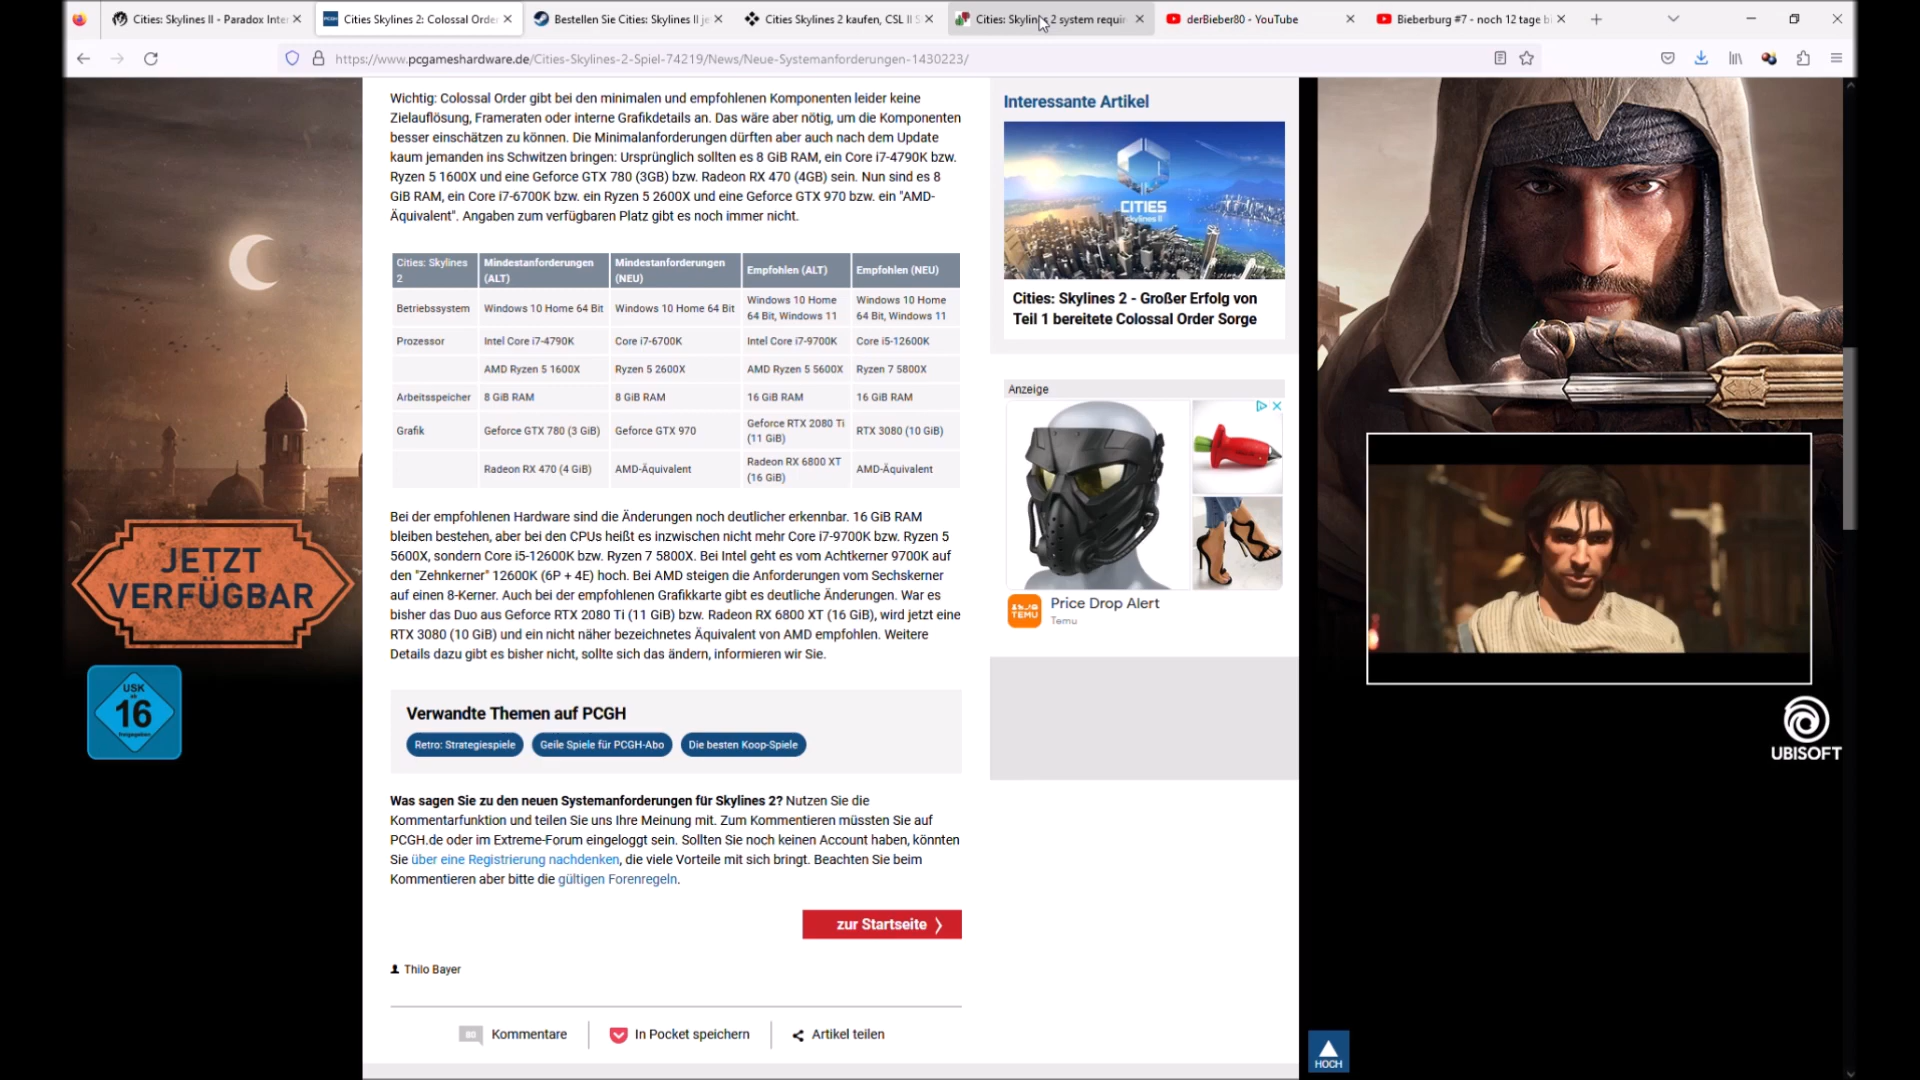 Cities: Skylines II - Paradox Inter
Cities Skylines 2: Colossal Order
Bestellen Sie Cities: Skylines II je
Cities Skylines 2 kaufen, CSL II S
Cities: Skylines 2 system requir
derBieber80 - YouTube
Bieberburg #7 - noch 12 tage bi
https://www.pcgameshardware.de/Cities-Skylines-2-Spiel-74219/News/Neue-Systemanforderungen-1430223/
Wichtig: Colossal Order gibt bei den minimalen und empfohlenen Komponenten leider keine
Zielauflösung, Frameraten oder interne Grafikdetails an. Das wäre aber nötig, um die Komponenten
besser einschätzen zu können. Die Minimalanforderungen dürften aber auch nach dem Update
kaum jemanden ins Schwitzen bringen: Ursprünglich sollten es 8 GiB RAM, ein Core i7-4790K bzw.
Ryzen 5 1600X und eine Geforce GTX 780 (3GB) bzw. Radeon RX 470 (4GB) sein. Nun sind es 8
GiB RAM, ein Core i7-6700K bzw. ein Ryzen 5 2600X und eine Geforce GTX 970 bzw. ein "AMD-
Äquivalent". Angaben zum verfügbaren Platz gibt es noch immer nicht.
Cities: Skylines 2 Mindestanforderungen (ALT) Mindestanforderungen (NEU) Empfohlen (ALT) Empfohlen (NEU)
Betriebssystem Windows 10 Home 64 Bit Windows 10 Home 64 Bit Windows 10 Home 64 Bit, Windows 11 Windows 10 Home 64 Bit, Windows 11
Prozessor Intel Core i7-4790K Core i7-6700K Intel Core i7-9700K Core i5-12600K
AMD Ryzen 5 1600X Ryzen 5 2600X AMD Ryzen 5 5600X Ryzen 7 5800X
Arbeitsspeicher 8 GiB RAM 8 GiB RAM 16 GiB RAM 16 GiB RAM
Grafik Geforce GTX 780 (3 GiB) Geforce GTX 970 Geforce RTX 2080 Ti (11 GiB) RTX 3080 (10 GiB)
Radeon RX 470 (4 GiB) AMD-Äquivalent Radeon RX 6800 XT (16 GiB) AMD-Äquivalent
Bei der empfohlenen Hardware sind die Änderungen noch deutlicher erkennbar. 16 GiB RAM
bleiben bestehen, aber bei den CPUs heißt es inzwischen nicht mehr Core i7-9700K bzw. Ryzen 5
5600X, sondern Core i5-12600K bzw. Ryzen 7 5800X. Bei Intel geht es vom Achtkerner 9700K auf
den "Zehnkerner" 12600K (6P + 4E) hoch. Bei AMD steigen die Anforderungen vom Sechskerner
auf einen 8-Kerner. Auch bei der empfohlenen Grafikkarte gibt es deutliche Änderungen. War es
bisher das Duo aus Geforce RTX 2080 Ti (11 GiB) bzw. Radeon RX 6800 XT (16 GiB), wird jetzt eine
RTX 3080 (10 GiB) und ein nicht näher bezeichnetes Äquivalent von AMD empfohlen. Weitere
Details dazu gibt es bisher nicht, sollte sich das ändern, informieren wir Sie.
Verwandte Themen auf PCGH
Retro: Strategiespiele
Geile Spiele für PCGH-Abo
Die besten Koop-Spiele
Was sagen Sie zu den neuen Systemanforderungen für Skylines 2? Nutzen Sie die
Kommentarfunktion und teilen Sie uns Ihre Meinung mit. Zum Kommentieren müssten Sie auf
PCGH.de oder im Extreme-Forum eingeloggt sein. Sollten Sie noch keinen Account haben, könnten
Sie über eine Registrierung nachdenken, die viele Vorteile mit sich bringt. Beachten Sie beim
Kommentieren aber bitte die gültigen Forenregeln.
zur Startseite
Thilo Bayer
80 Kommentare
In Pocket speichern
Artikel teilen
Interessante Artikel
CITIES
skylines II
Cities: Skylines 2 - Großer Erfolg von
Teil 1 bereitete Colossal Order Sorge
Anzeige
TEMU
Price Drop Alert
Temu
JETZT
VERFÜGBAR
USK
ab
16
freigegeben
UBISOFT
HOCH